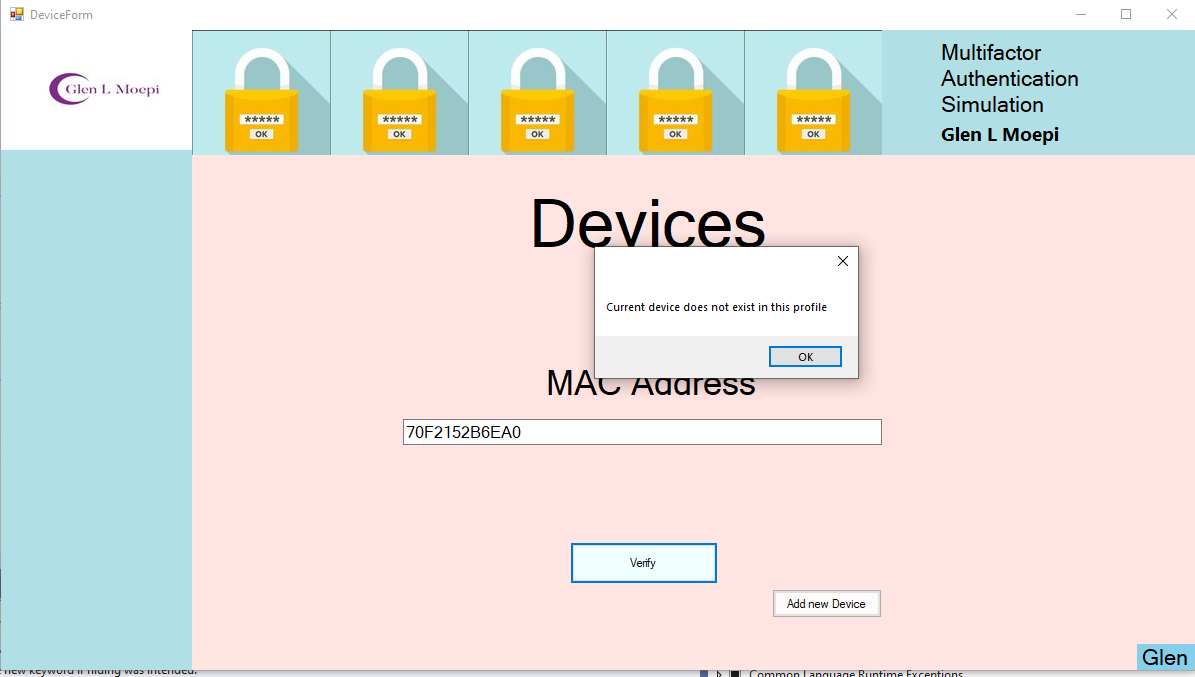 DeviceForm
Glen L Moepi
*****
OK
*****
OK
*****
OK
*****
OK
*****
OK
Multifactor
Authentication
Simulation
Glen L Moepi
Devices
Current device does not exist in this profile
OK
MAC Address
70F2152B6EA0
Verify
Add new Device
Glen
new keyword if hiding was intended.
Common Language Runtime Exceptions